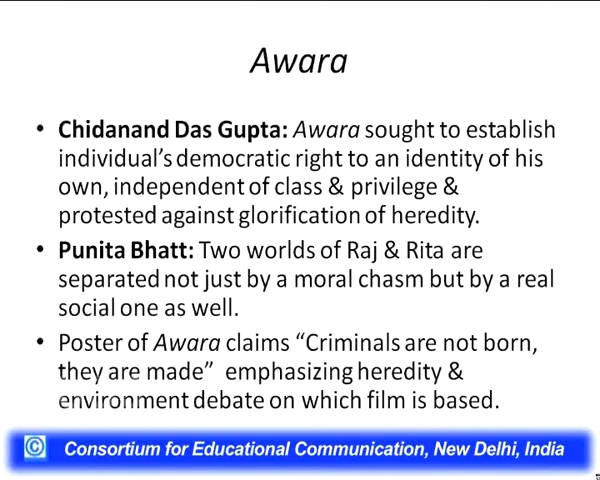 Awara
• Chidanand Das Gupta: Awara sought to establish
individual's democratic right to an identity of his
own, independent of class & privilege &
protested against glorification of heredity.
• Punita Bhatt: Two worlds of Raj & Rita are
separated not just by a moral chasm but by a real
social one as well.
• Poster of Awara claims “Criminals are not born,
they are made” emphasizing heredity &
environment debate on which film is based.
© Consortium for Educational Communication, New Delhi, India